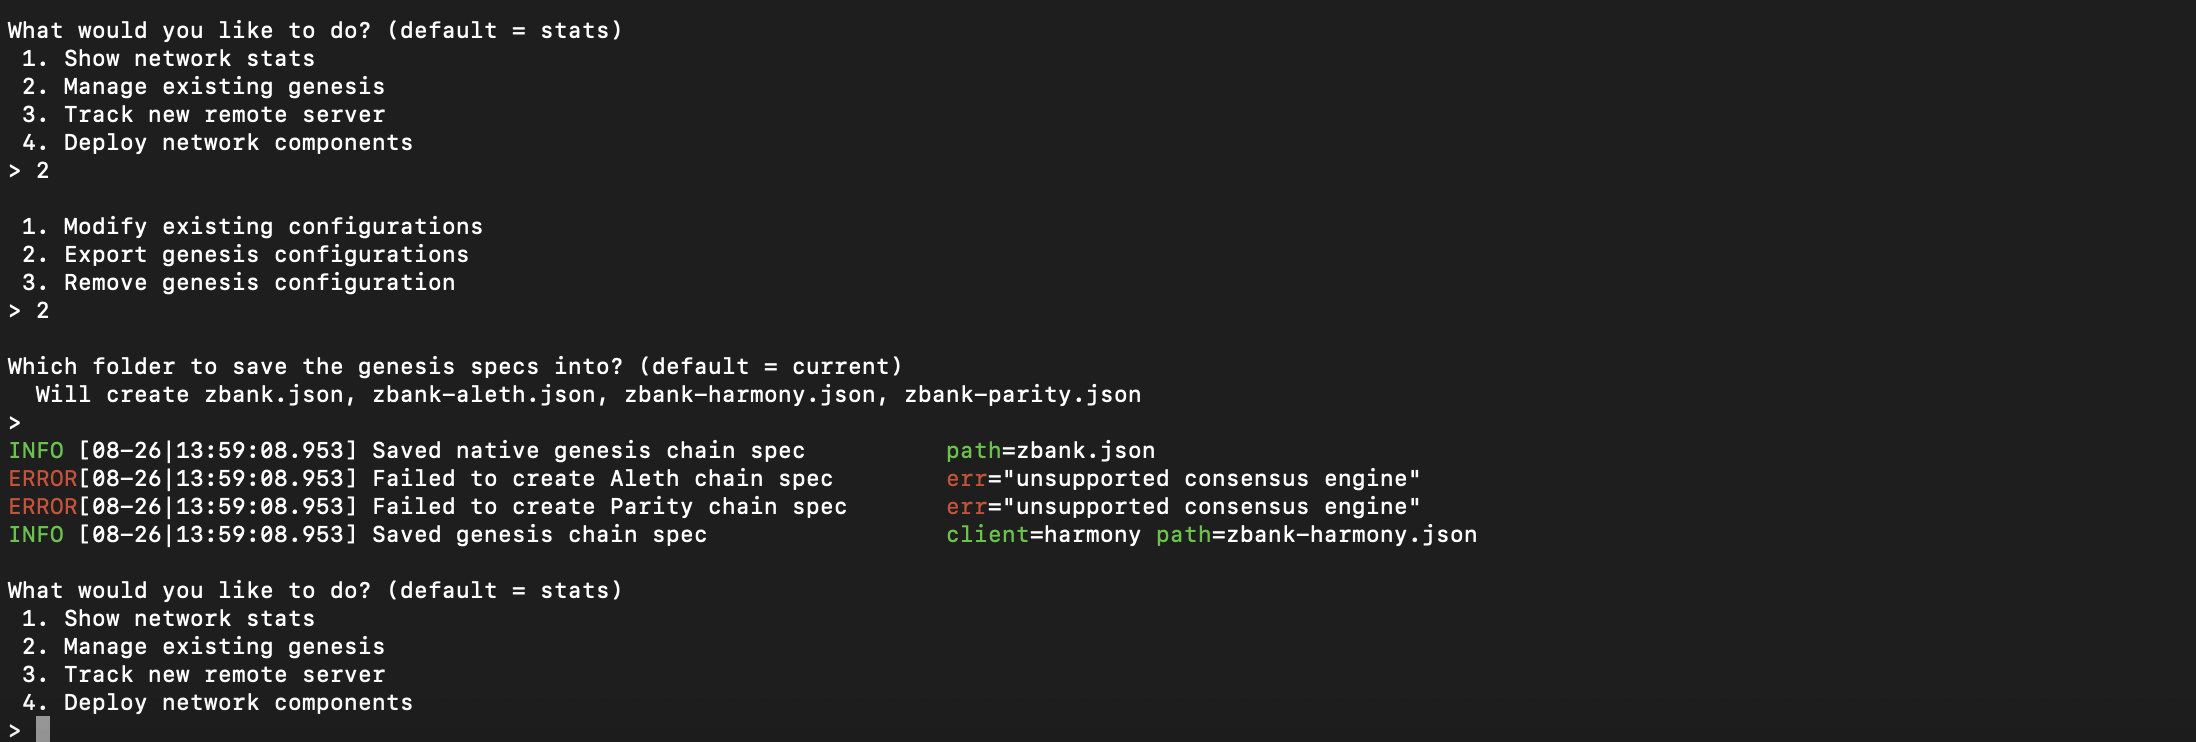 What would you like to do? (default = stats)
 1. Show network stats
 2. Manage existing genesis
 3. Track new remote server
 4. Deploy network components
> 2

 1. Modify existing configurations
 2. Export genesis configurations
 3. Remove genesis configuration
> 2

Which folder to save the genesis specs into? (default = current)
  Will create zbank.json, zbank-aleth.json, zbank-harmony.json, zbank-parity.json
>
INFO [08-26|13:59:08.953] Saved native genesis chain spec          path=zbank.json
ERROR[08-26|13:59:08.953] Failed to create Aleth chain spec        err="unsupported consensus engine"
ERROR[08-26|13:59:08.953] Failed to create Parity chain spec       err="unsupported consensus engine"
INFO [08-26|13:59:08.953] Saved genesis chain spec                 client=harmony path=zbank-harmony.json

What would you like to do? (default = stats)
 1. Show network stats
 2. Manage existing genesis
 3. Track new remote server
 4. Deploy network components
>